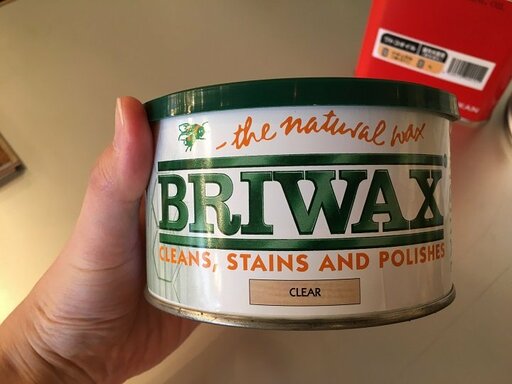 - the natural wax
BRIWAX
CLEANS, STAINS AND POLISHES
CLEAR